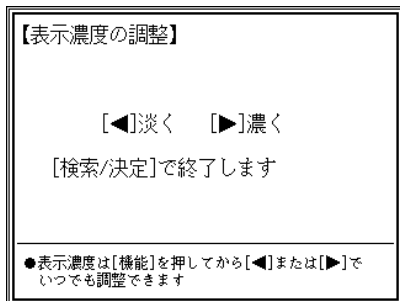 【表示濃度の調整】
[◀]淡く　[▶]濃く
[検索/決定]で終了します
●表示濃度は[機能]を押してから[◀]または[▶]で
いつでも調整できます